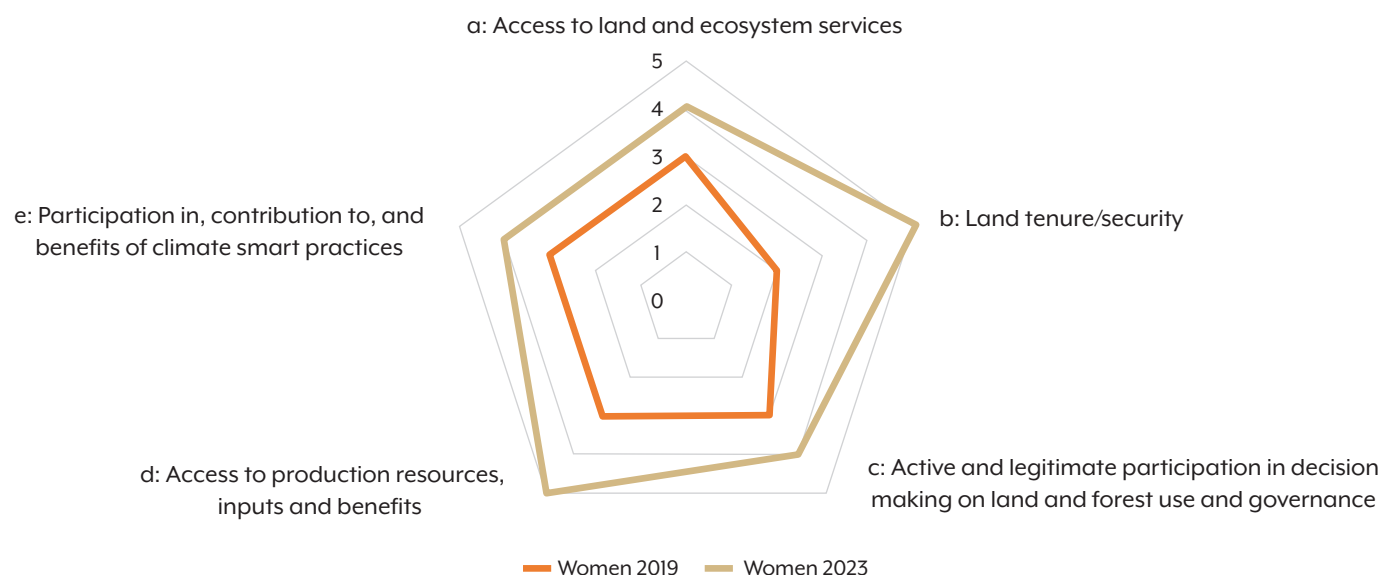 a: Access to land and ecosystem services
5
4
3
2
1
0
e: Participation in, contribution to, and
benefits of climate smart practices
b: Land tenure/security
d: Access to production resources,
inputs and benefits
c: Active and legitimate participation in decision
making on land and forest use and governance
Women 2019
Women 2023